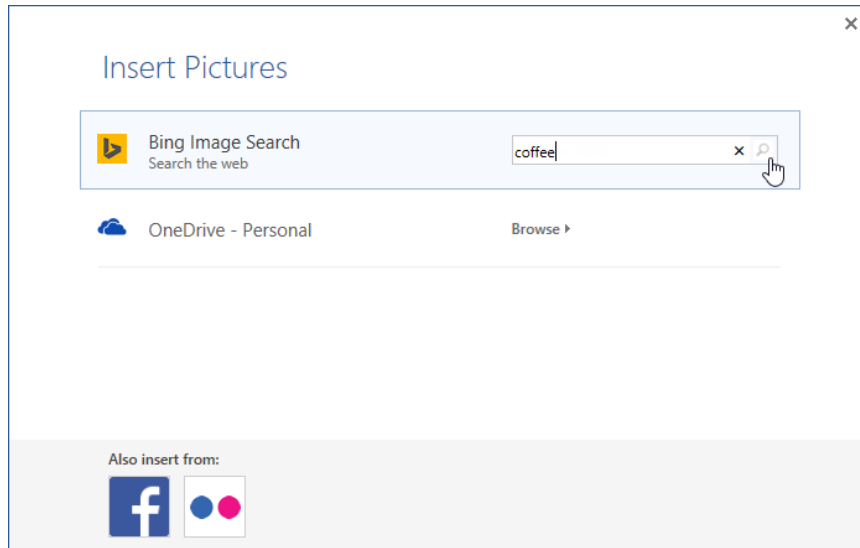 Insert Pictures
Bing Image Search
Search the web
coffee
OneDrive - Personal
Browse
Also insert from: